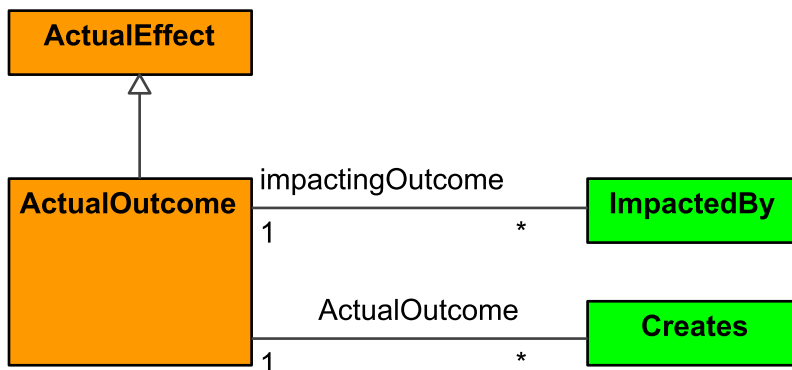 ActualEffect
impactingOutcome
ActualOutcome
ImpactedBy
1 *
ActualOutcome
Creates
1 *